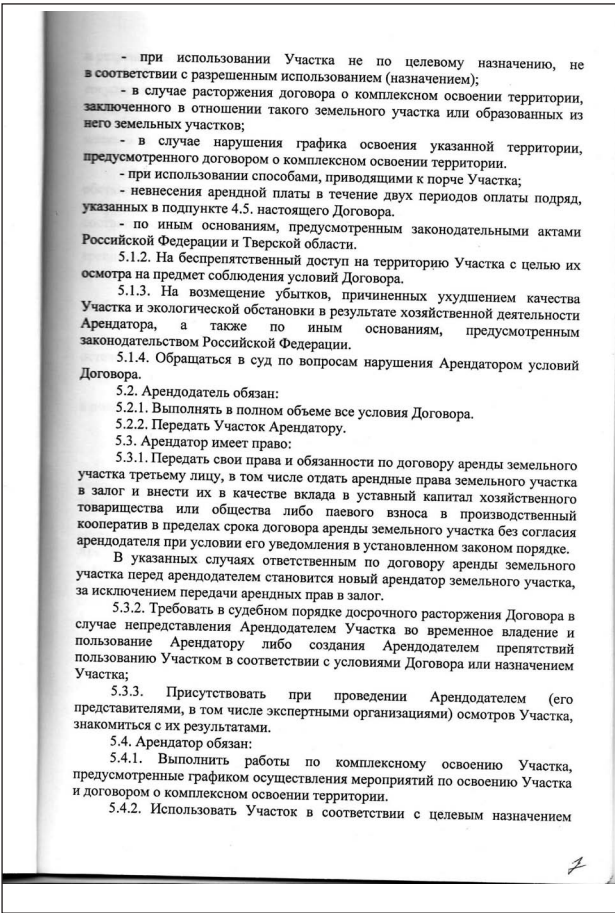 - при использовании Участка не по целевому назначению, не
в соответствии с разрешенным использованием (назначением);
- в случае расторжения договора о комплексном освоении территории,
заключенного в отношении такого земельного участка или образованных из
него земельных участков;
- в случае нарушения графика освоения указанной территории,
предусмотренного договором о комплексном освоении территории.
- при использовании способами, приводящими к порче Участка;
- невнесения арендной платы в течение двух периодов оплаты подряд,
указанных в подпункте 4.5. настоящего Договора.
- по иным основаниям, предусмотренным законодательными актами
Российской Федерации и Тверской области.
5.1.2. На беспрепятственный доступ на территорию Участка с целью их
осмотра на предмет соблюдения условий Договора.
5.1.3. На возмещение убытков, причиненных ухудшением качества
Участка и экологической обстановки в результате хозяйственной деятельности
Арендатора, а также по иным основаниям, предусмотренным
законодательством Российской Федерации.
5.1.4. Обращаться в суд по вопросам нарушения Арендатором условий
Договора.
5.2. Арендодатель обязан:
5.2.1. Выполнять в полном объеме все условия Договора.
5.2.2. Передать Участок Арендатору.
5.3. Арендатор имеет право:
5.3.1. Передать свои права и обязанности по договору аренды земельного
участка третьему лицу, в том числе отдать арендные права земельного участка
в залог и внести их в качестве вклада в уставный капитал хозяйственного
товарищества или общества либо паевого взноса в производственный
кооператив в пределах срока договора аренды земельного участка без согласия
арендодателя при условии его уведомления в установленном законом порядке.
В указанных случаях ответственным по договору аренды земельного
участка перед арендодателем становится новый арендатор земельного участка,
за исключением передачи арендных прав в залог.
5.3.2. Требовать в судебном порядке досрочного расторжения Договора в
случае непредставления Арендодателем Участка во временное владение и
пользование Арендатору либо создания Арендодателем препятствий
пользованию Участком в соответствии с условиями Договора или назначением
Участка;
5.3.3. Присутствовать при проведении Арендодателем (его
представителями, в том числе экспертными организациями) осмотров Участка,
знакомиться с их результатами.
5.4. Арендатор обязан:
5.4.1. Выполнить работы по комплексному освоению Участка,
предусмотренные графиком осуществления мероприятий по освоению Участка
и договором о комплексном освоении территории.
5.4.2. Использовать Участок в соответствии с целевым назначением